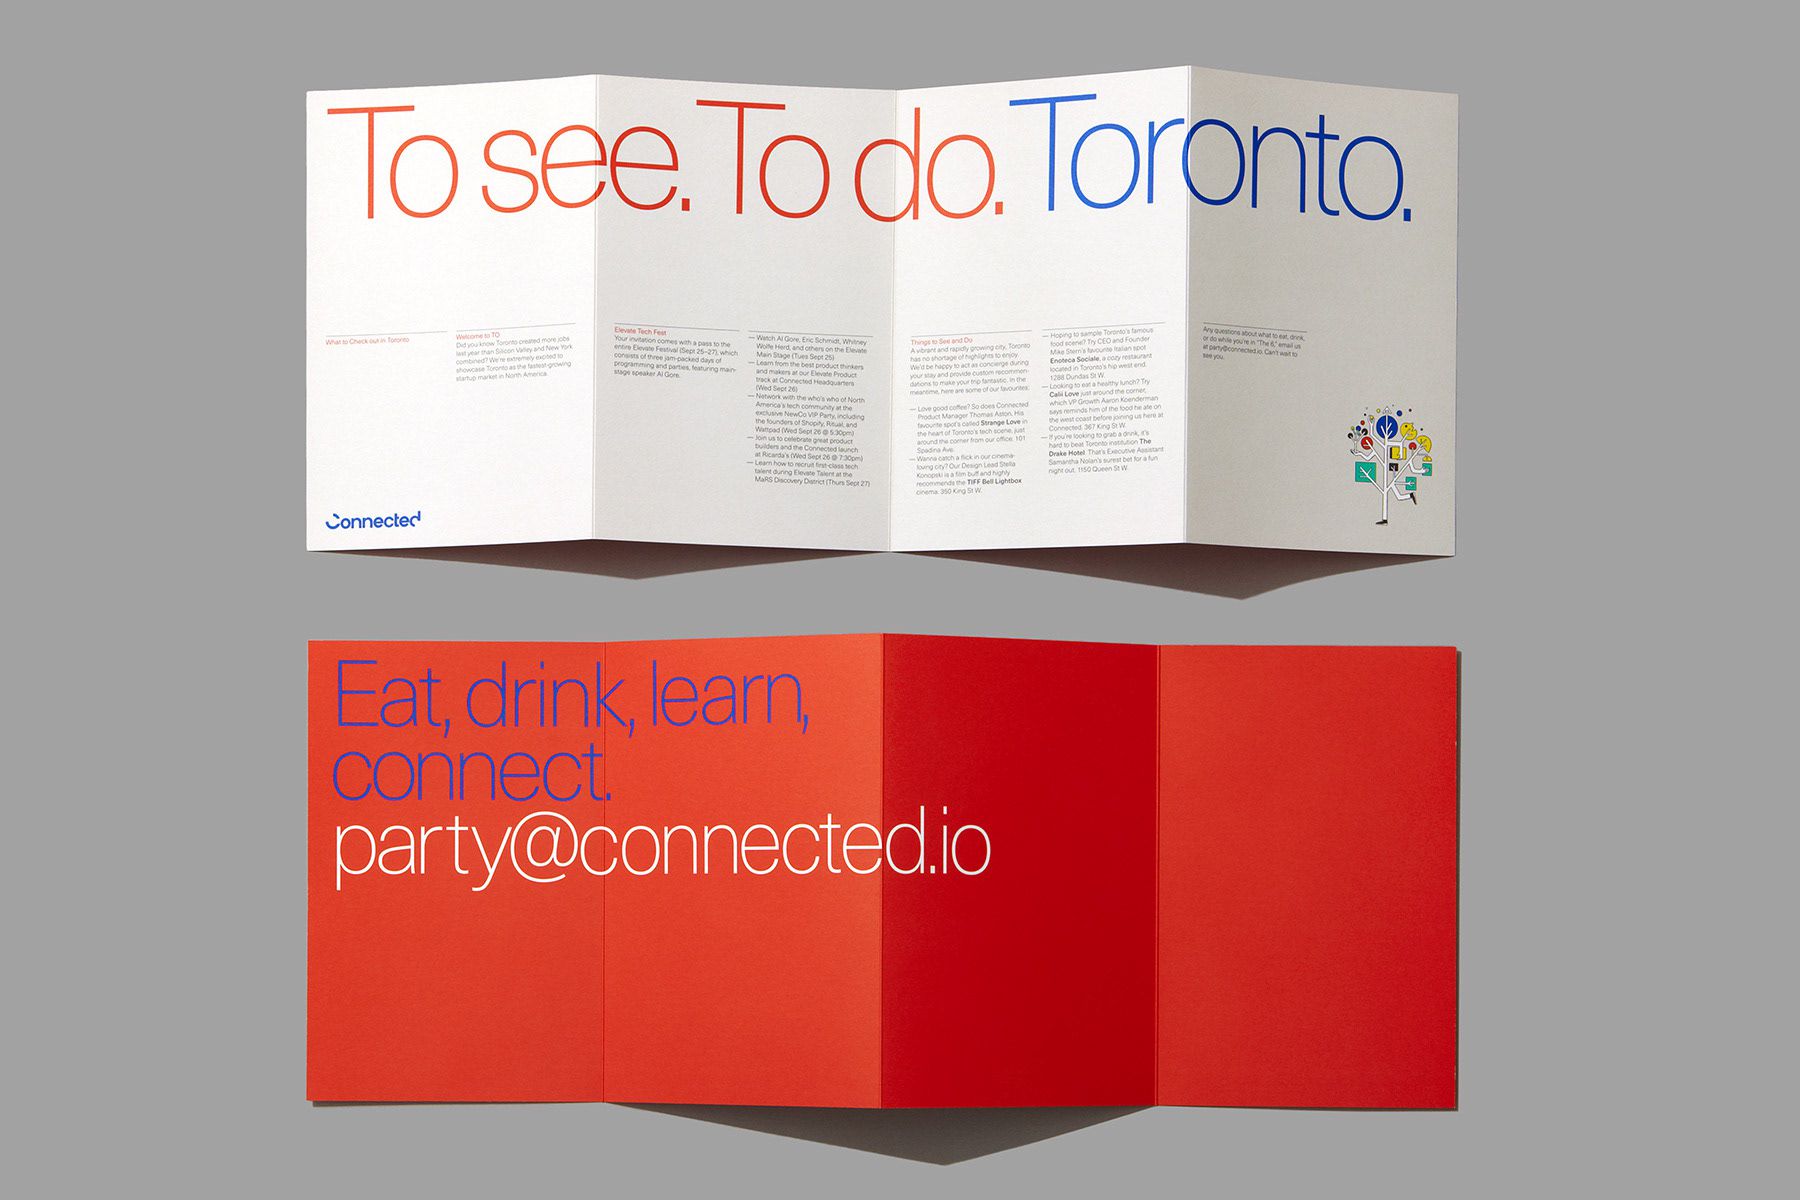 To see. To do. Toronto.
What to Check out in Toronto
Welcome to TO
Did you know Toronto created more jobs
last year than Silicon Valley and New York
combined? We're extremely excited to
showcase Toronto as the fastest-growing
startup market in North America.
Elevate Tech Fest
Your invitation comes with a pass to the
entire Elevate Festival (Sept 25–27), which
consists of three jam-packed days of
programming and parties, featuring main-
stage speaker Al Gore.
— Watch Al Gore, Eric Schmidt, Whitney
Wolfe Herd, and others on the Elevate
Main Stage (Tues Sept 25)
— Learn from the best product thinkers
and makers at our Elevate Product
track at Connected Headquarters
(Wed Sept 26)
— Network with the who's who of North
America's tech community at the
exclusive NewCo VIP Party, including
the founders of Shopify, Ritual, and
Wattpad (Wed Sept 26 @ 5:30pm)
— Join us to celebrate great product
builders and the Connected launch
at Ricarda's (Wed Sept 26 @ 7:30pm)
— Learn how to recruit first-class tech
talent during Elevate Talent at the
MaRS Discovery District (Thurs Sept 27)
Things to See and Do
A vibrant and rapidly growing city, Toronto
has no shortage of highlights to enjoy.
We'd be happy to act as concierge during
your stay and provide custom recommen-
dations to make your trip fantastic. In the
meantime, here are some of our favourites:
— Love good coffee? So does Connected
Product Manager Thomas Aston. His
favourite spot's called Strange Love in
the heart of Toronto's tech scene, just
around the corner from our office. 101
Spadina Ave.
— Wanna catch a flick in our cinema-
loving city? Our Design Lead Stella
Konopski is a film buff and highly
recommends the TIFF Bell Lightbox
cinema. 350 King St W.
— Hoping to sample Toronto's famous
food scene? Try CEO and Founder
Mike Stern's favourite Italian spot
Enoteca Sociale, a cozy restaurant
located in Toronto's hip west end.
1288 Dundas St W.
— Looking to eat a healthy lunch? Try
Calii Love just around the corner,
which VP Growth Aaron Koenderman
says reminds him of the food he ate on
the west coast before joining us here at
Connected. 367 King St W.
— If you're looking to grab a drink, it's
hard to beat Toronto institution The
Drake Hotel. That's Executive Assistant
Samantha Nolan's surest bet for a fun
night out. 1150 Queen St W.
Any questions about what to eat, drink,
or do while you're in "The 6," email us
at party@connected.io. Can't wait to
see you.
Connected
Eat, drink, learn,
connect.
party@connected.io